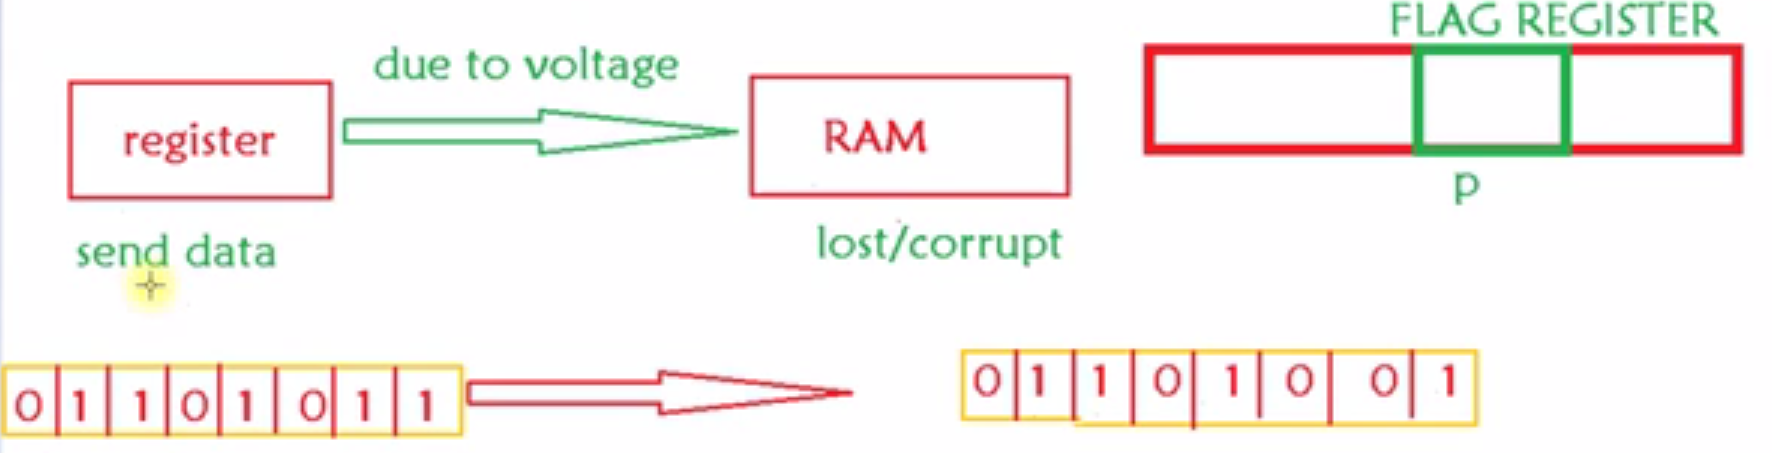 FLAG REGISTER
due to voltage
register
RAM
p
send data
lost/corrupt
0 1 1 0 1 0 1 1
0 1 1 0 1 0 0 1